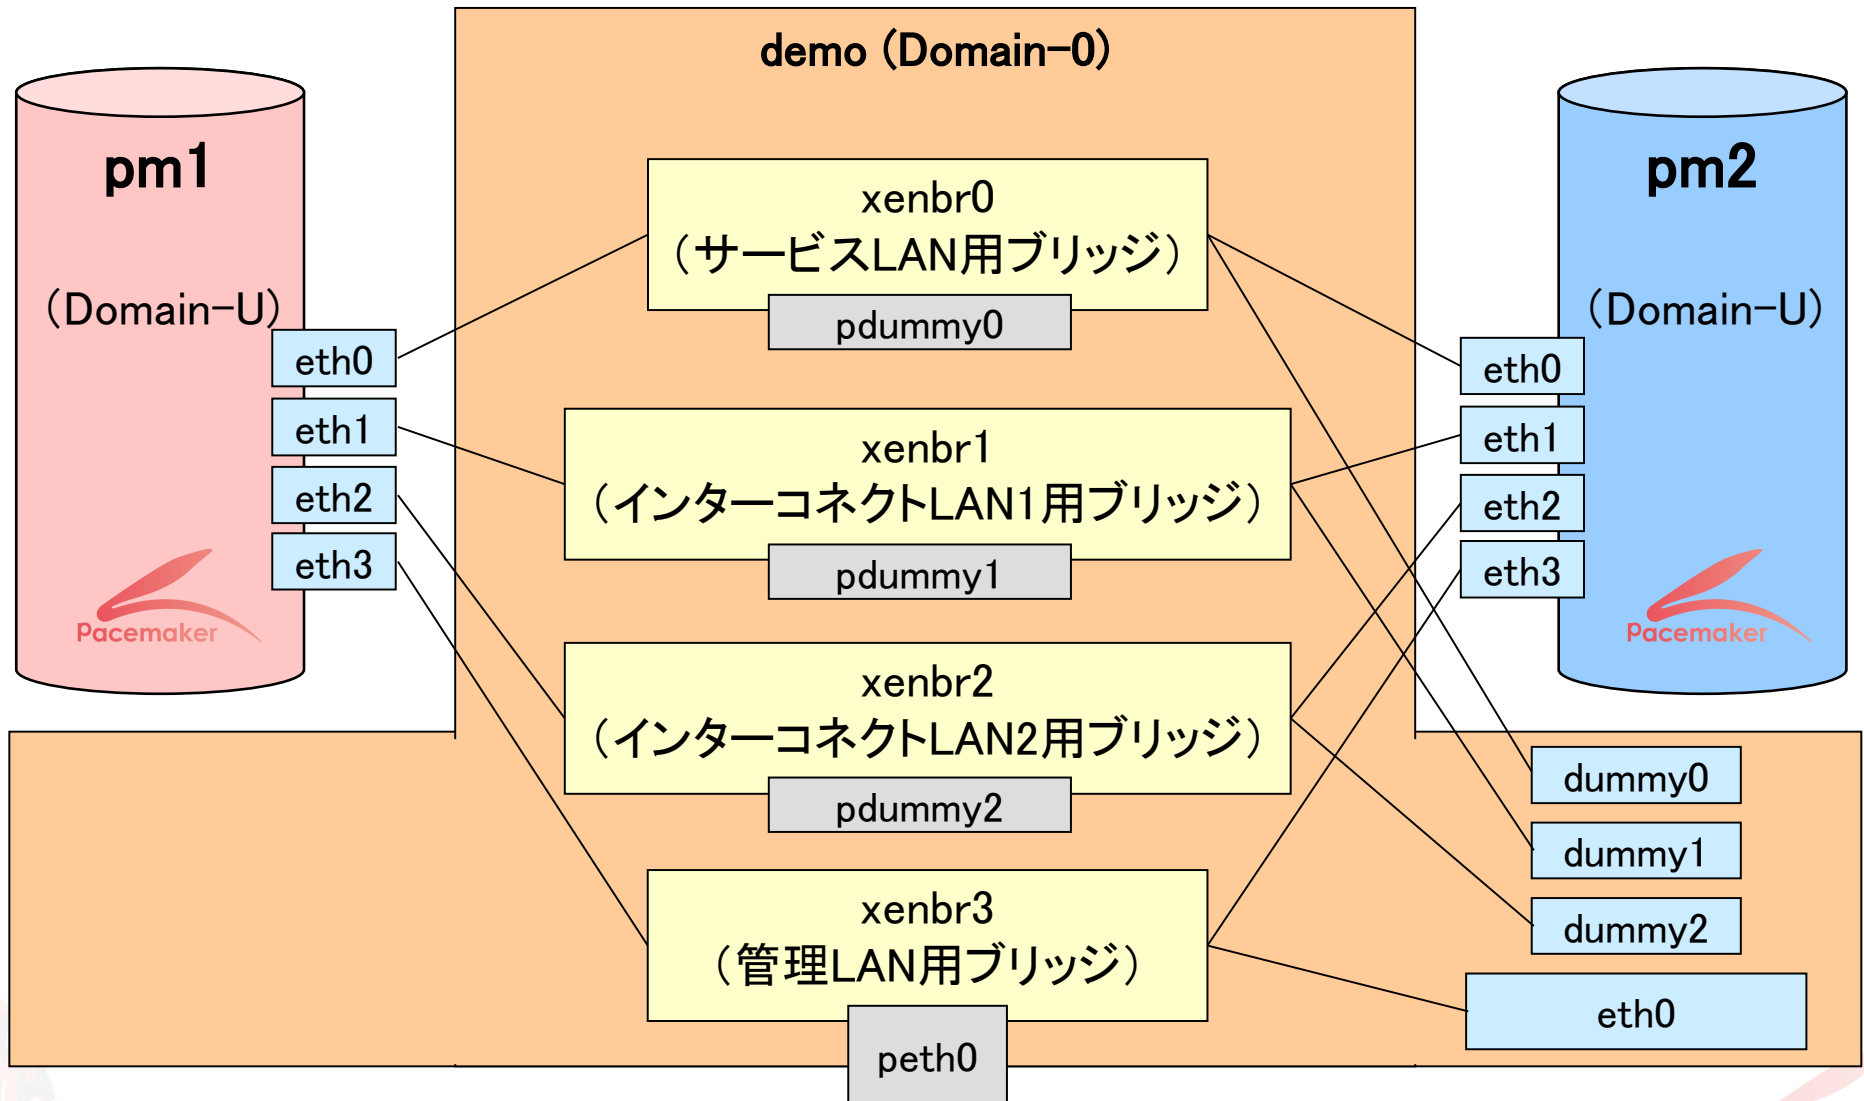 demo (Domain-0)
pm1
(Domain-U)
eth0
eth1
eth2
eth3
Pacemaker
xenbr0
（サービスLAN用ブリッジ）
pdummy0
xenbr1
（インターコネクトLAN1用ブリッジ）
pdummy1
xenbr2
（インターコネクトLAN2用ブリッジ）
pdummy2
xenbr3
（管理LAN用ブリッジ）
peth0
pm2
(Domain-U)
eth0
eth1
eth2
eth3
Pacemaker
dummy0
dummy1
dummy2
eth0